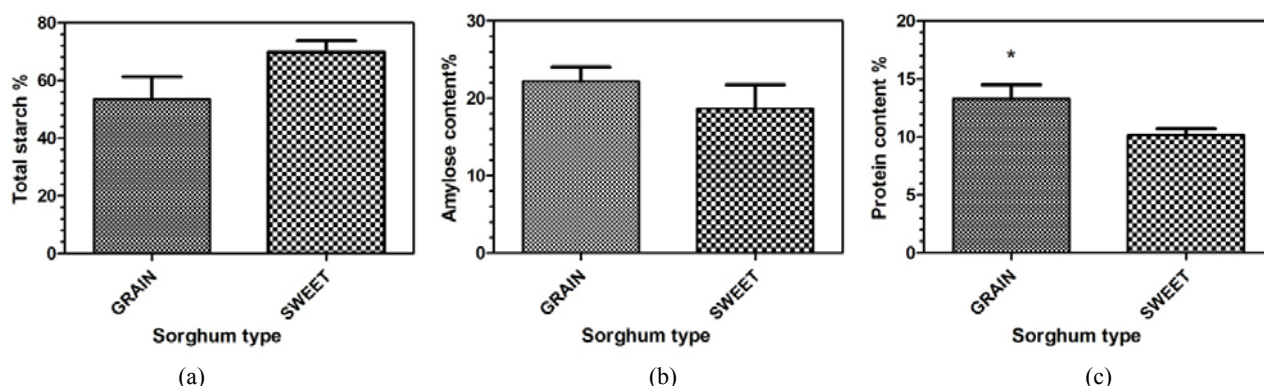 80
60
40
20
0
Total starch %
GRAIN
SWEET
Sorghum type
(a)
30
20
10
0
Amylose content%
GRAIN
SWEET
Sorghum type
(b)
20
15
10
5
0
Protein content %
*
GRAIN
SWEET
Sorghum type
(c)